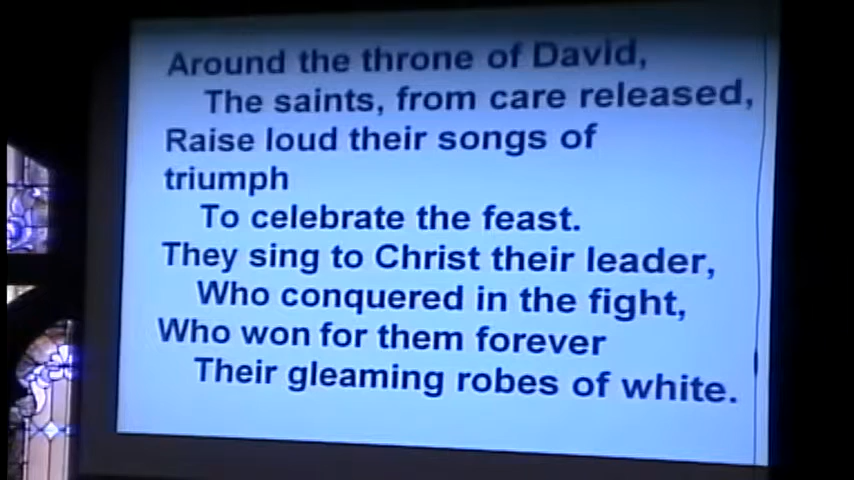 Around the throne of David,
The saints, from care released,
Raise loud their songs of
triumph
To celebrate the feast.
They sing to Christ their leader,
Who conquered in the fight,
Who won for them forever
Their gleaming robes of white.